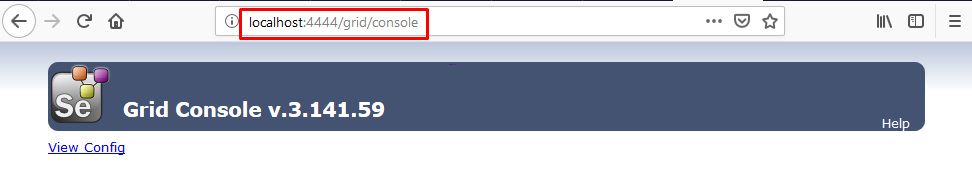 localhost:4444/grid/console
Se
Grid Console v.3.141.59
Help
View Config